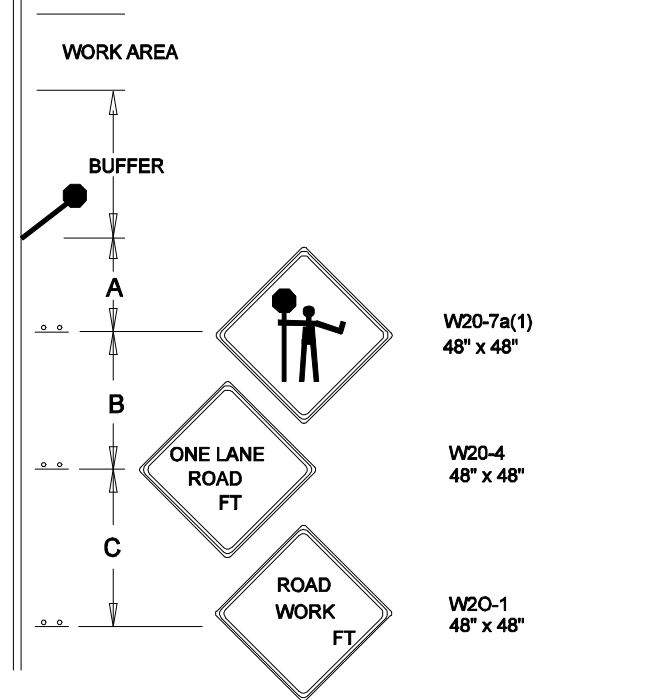 WORK AREA
BUFFER
A
W20-7a(1)
48" x 48"
B
ONE LANE
ROAD
FT
W20-4
48" x 48"
C
ROAD
WORK
FT
W2O-1
48" x 48"